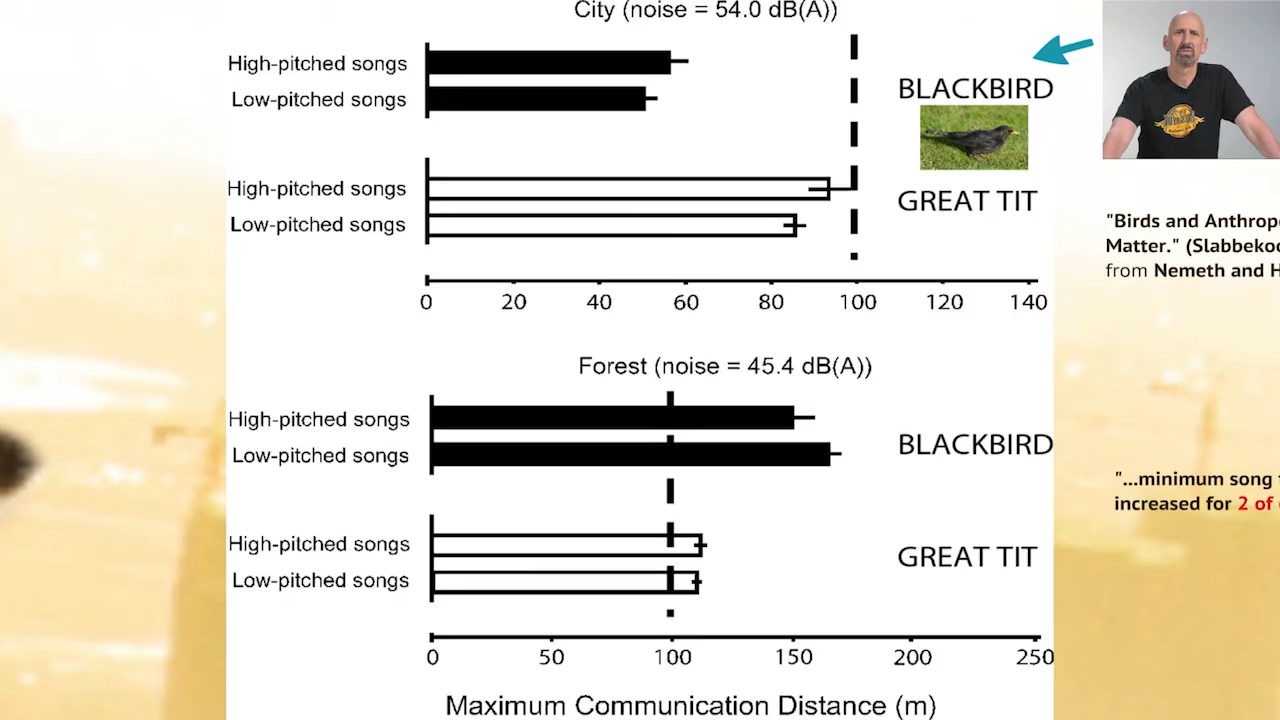 City (noise = 54.0 dB(A))
High-pitched songs
Low-pitched songs
BLACKBIRD
High-pitched songs
Low-pitched songs
GREAT TIT
0 20 40 60 80 100 120 140
Forest (noise = 45.4 dB(A))
High-pitched songs
Low-pitched songs
BLACKBIRD
High-pitched songs
Low-pitched songs
GREAT TIT
0 50 100 150 200 250
Maximum Communication Distance (m)
"Birds and
Matter."
from Nemeth and
"...minimum song
increased for 2 of